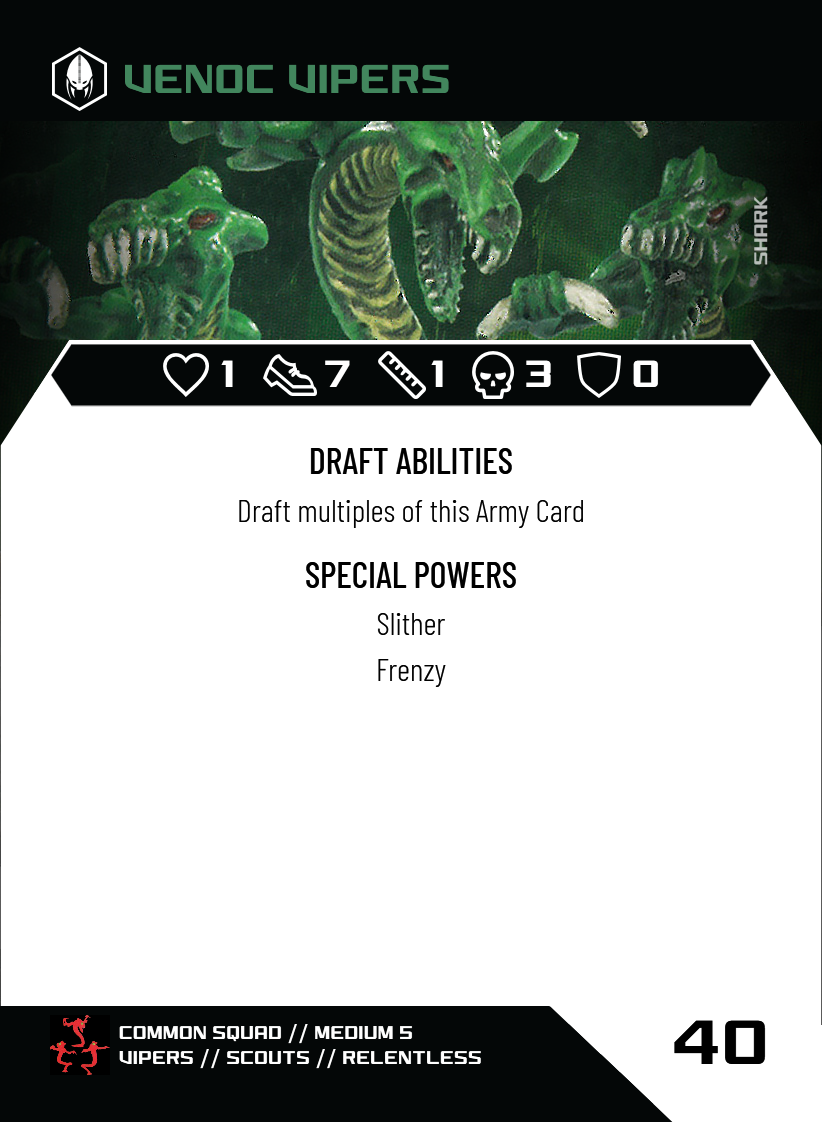 VENOC VIPERS
SHARK
1 7 1 3 0
DRAFT ABILITIES
Draft multiples of this Army Card
SPECIAL POWERS
Slither
Frenzy
COMMON SQUAD // MEDIUM 5
VIPERS // SCOUTS // RELENTLESS
40